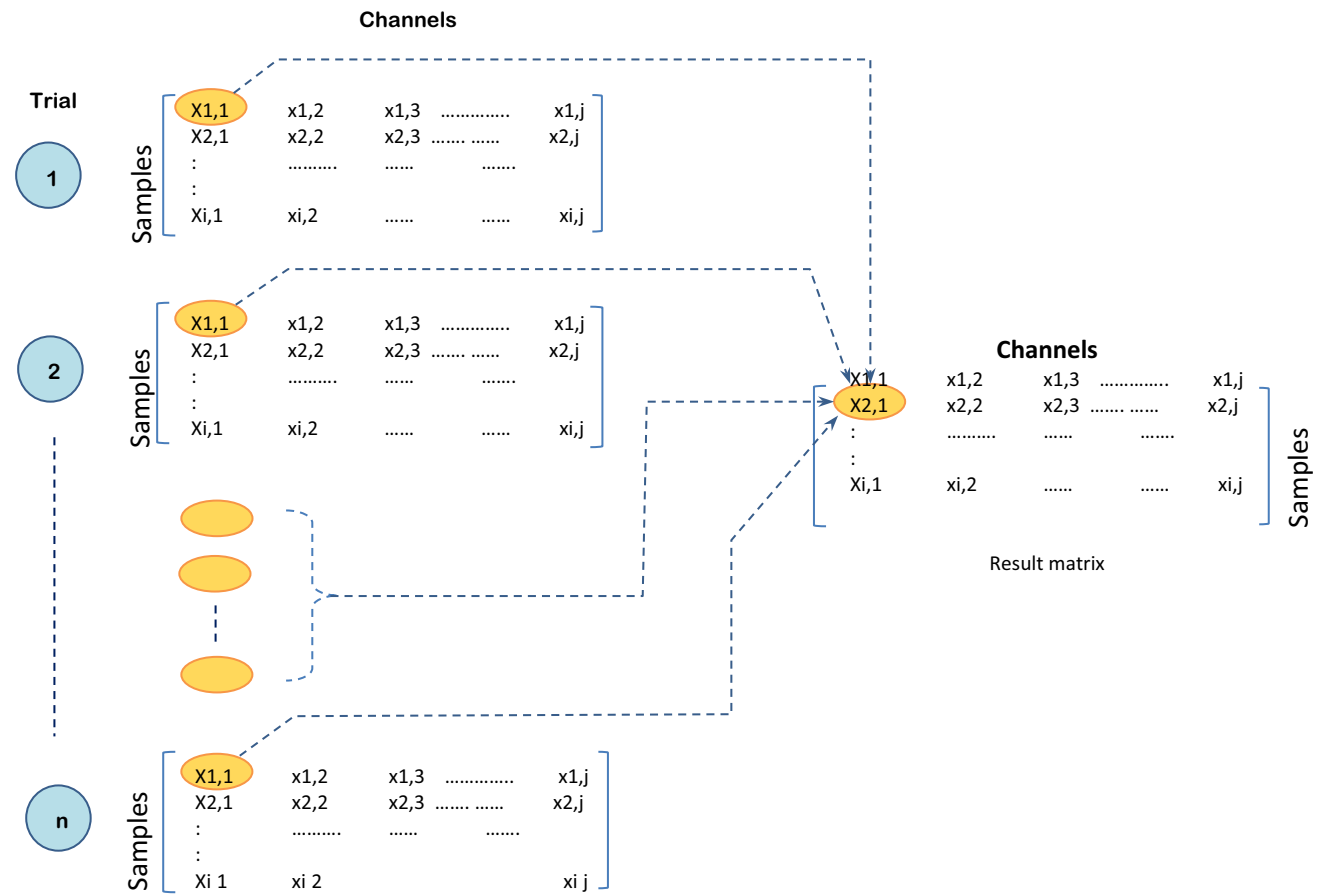 Channels
Trial
1
Samples
X1,1 x1,2 x1,3 ………….. x1,j
X2,1 x2,2 x2,3 ……. …… x2,j
: ………. …… …….
:
Xi,1 xi,2 …… …… xi,j
2
Samples
X1,1 x1,2 x1,3 ………….. x1,j
X2,1 x2,2 x2,3 ……. …… x2,j
: ………. …… …….
:
Xi,1 xi,2 …… …… xi,j
Channels
X1,1 x1,2 x1,3 ………….. x1,j
X2,1 x2,2 x2,3 ……. …… x2,j
: ………. …… …….
:
Xi,1 xi,2 …… …… xi,j
Samples
Result matrix
n
Samples
X1,1 x1,2 x1,3 ………….. x1,j
X2,1 x2,2 x2,3 ……. …… x2,j
: ………. …… …….
:
Xi 1 xi 2 xi j